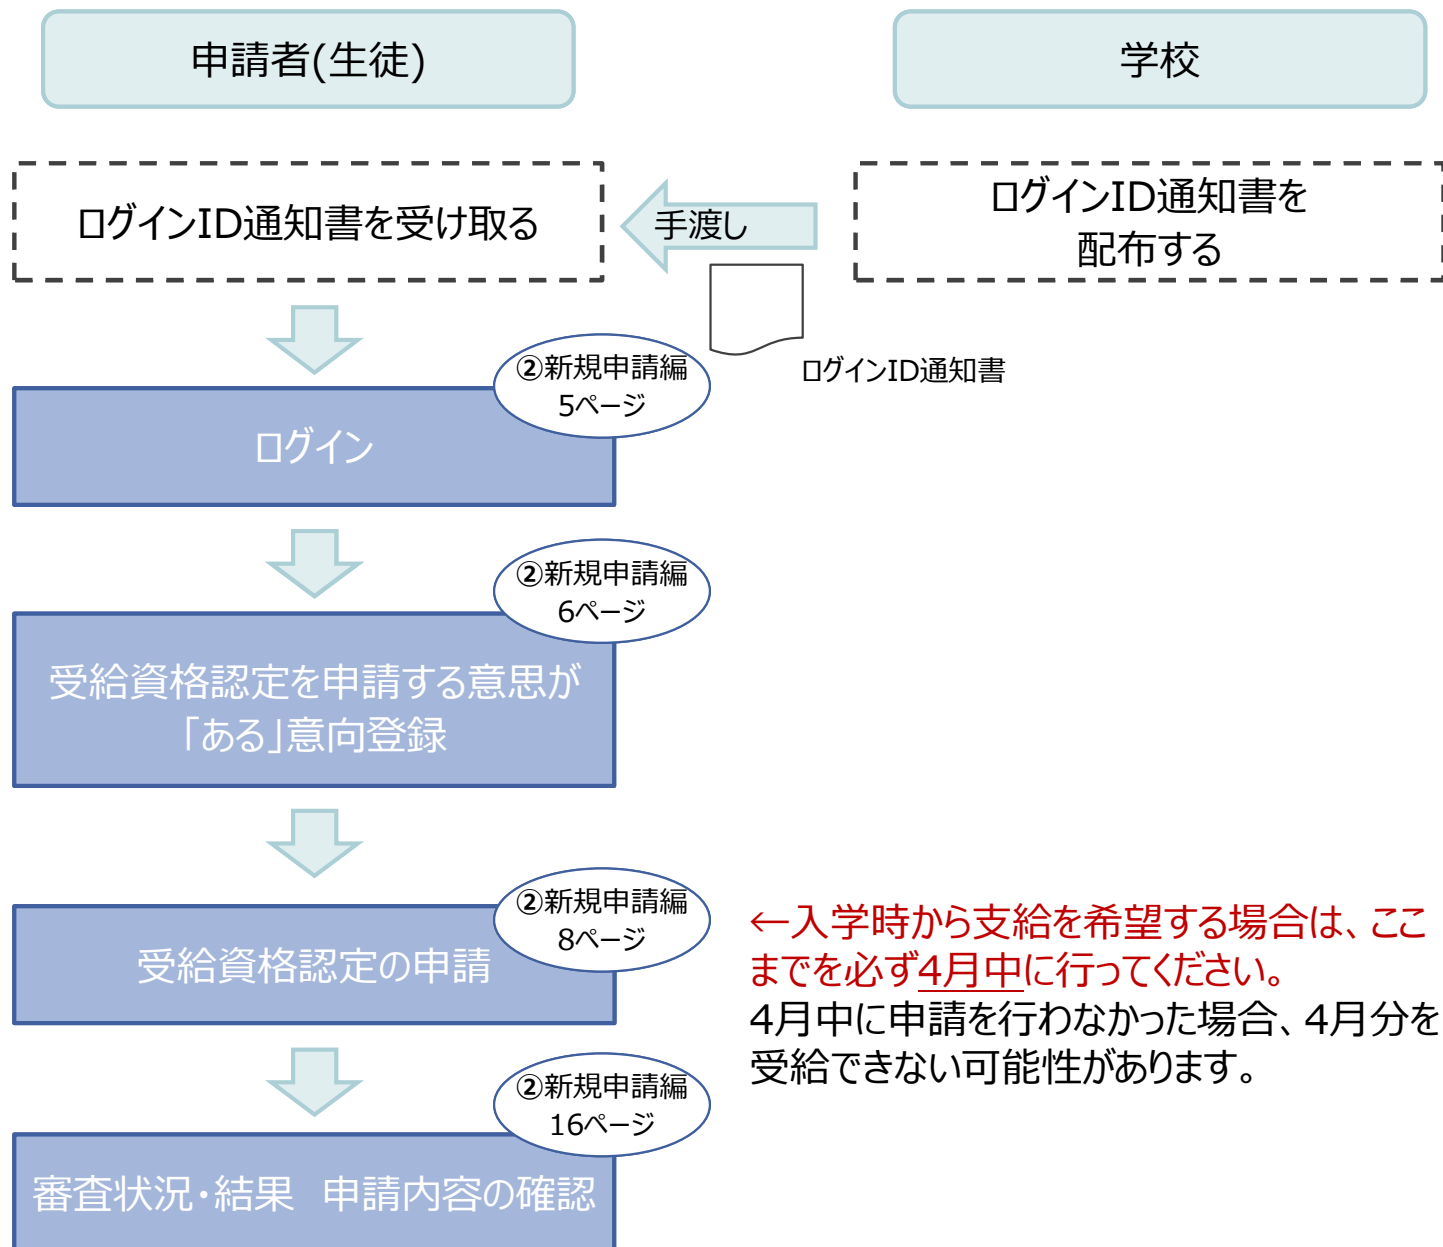 申請者(生徒)
学校
ログインID通知書を受け取る
手渡し
ログインID通知書を
配布する
ログインID通知書
②新規申請編
5ページ
ログイン
②新規申請編
6ページ
受給資格認定を申請する意思が
「ある」意向登録
②新規申請編
8ページ
受給資格認定の申請
←入学時から支給を希望する場合は、ここ
までを必ず4月中に行ってください。
4月中に申請を行わなかった場合、4月分を
受給できない可能性があります。
②新規申請編
16ページ
審査状況・結果　申請内容の確認